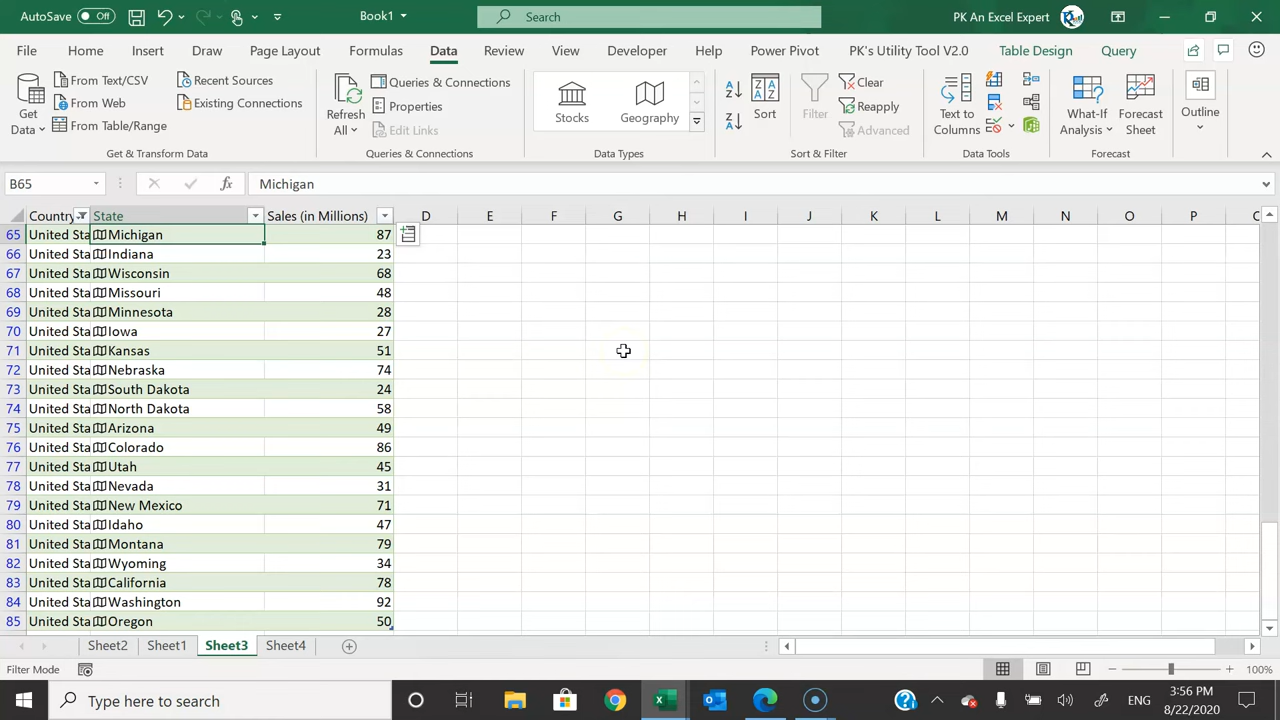 AutoSave Off Book1 Search PK An Excel Expert
File Home Insert Draw Page Layout Formulas Data Review View Developer Help Power Pivot PK's Utility Tool V2.0 Table Design Query
Get Data
From Text/CSV
From Web
From Table/Range
Recent Sources
Existing Connections
Get & Transform Data
Refresh All
Queries & Connections
Properties
Edit Links
Queries & Connections
Stocks
Geography
Data Types
Sort
Filter
Clear
Reapply
Advanced
Sort & Filter
Text to Columns
Data Tools
What-If Analysis
Forecast Sheet
Forecast
Outline
B65 fx Michigan
Country State Sales (in Millions) D E F G H I J K L M N O P
65 United Sta Michigan 87
66 United Sta Indiana 23
67 United Sta Wisconsin 68
68 United Sta Missouri 48
69 United Sta Minnesota 28
70 United Sta Iowa 27
71 United Sta Kansas 51
72 United Sta Nebraska 74
73 United Sta South Dakota 24
74 United Sta North Dakota 58
75 United Sta Arizona 49
76 United Sta Colorado 86
77 United Sta Utah 45
78 United Sta Nevada 31
79 United Sta New Mexico 71
80 United Sta Idaho 47
81 United Sta Montana 79
82 United Sta Wyoming 34
83 United Sta California 78
84 United Sta Washington 92
85 United Sta Oregon 50
Sheet2 Sheet1 Sheet3 Sheet4
Filter Mode 100%
Type here to search ENG 3:56 PM
8/22/2020